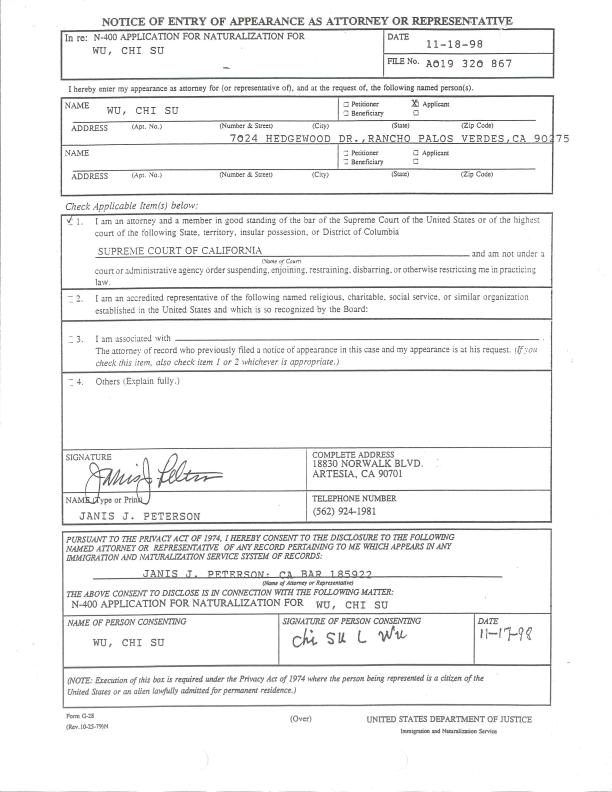 NOTICE OF ENTRY OF APPEARANCE AS ATTORNEY OR REPRESENTATIVE
In re: N-400 APPLICATION FOR NATURALIZATION FOR
WU, CHI SU
DATE
11-18-98
FILE No. A019 320 867
I hereby enter my appearance as attorney for (or representative of), and at the request of, the following named person(s).
NAME WU, CHI SU
☐ Petitioner ☒ Applicant
☐ Beneficiary ☐
ADDRESS (Apt. No.) (Number & Street) (City) (State) (Zip Code)
7024 HEDGEWOOD DR.,RANCHO PALOS VERDES,CA 90275
NAME
☐ Petitioner ☐ Applicant
☐ Beneficiary ☐
ADDRESS (Apt. No.) (Number & Street) (City) (State) (Zip Code)
Check Applicable Item(s) below:
☑ 1. I am an attorney and a member in good standing of the bar of the Supreme Court of the United States or of the highest
court of the following State, territory, insular possession, or District of Columbia
SUPREME COURT OF CALIFORNIA and am not under a
(Name of Court)
court or administrative agency order suspending, enjoining, restraining, disbarring, or otherwise restricting me in practicing
law.
☐ 2. I am an accredited representative of the following named religious, charitable, social service, or similar organization
established in the United States and which is so recognized by the Board:
☐ 3. I am associated with
The attorney of record who previously filed a notice of appearance in this case and my appearance is at his request. (If you
check this item, also check item 1 or 2 whichever is appropriate.)
☐ 4. Others (Explain fully.)
SIGNATURE
Janis J Peterson
COMPLETE ADDRESS
18830 NORWALK BLVD.
ARTESIA, CA 90701
NAME (Type or Print)
JANIS J. PETERSON
TELEPHONE NUMBER
(562) 924-1981
PURSUANT TO THE PRIVACY ACT OF 1974, I HEREBY CONSENT TO THE DISCLOSURE TO THE FOLLOWING
NAMED ATTORNEY OR REPRESENTATIVE OF ANY RECORD PERTAINING TO ME WHICH APPEARS IN ANY
IMMIGRATION AND NATURALIZATION SERVICE SYSTEM OF RECORDS:
JANIS J. PETERSON; CA BAR 185922
(Name of Attorney or Representative)
THE ABOVE CONSENT TO DISCLOSE IS IN CONNECTION WITH THE FOLLOWING MATTER:
N-400 APPLICATION FOR NATURALIZATION FOR WU, CHI SU
NAME OF PERSON CONSENTING
WU, CHI SU
SIGNATURE OF PERSON CONSENTING
Chi SU L WU
DATE
11-17-98
(NOTE: Execution of this box is required under the Privacy Act of 1974 where the person being represented is a citizen of the
United States or an alien lawfully admitted for permanent residence.)
Form G-28
(Rev.10-25-79)N
(Over)
UNITED STATES DEPARTMENT OF JUSTICE
Immigration and Naturalization Service